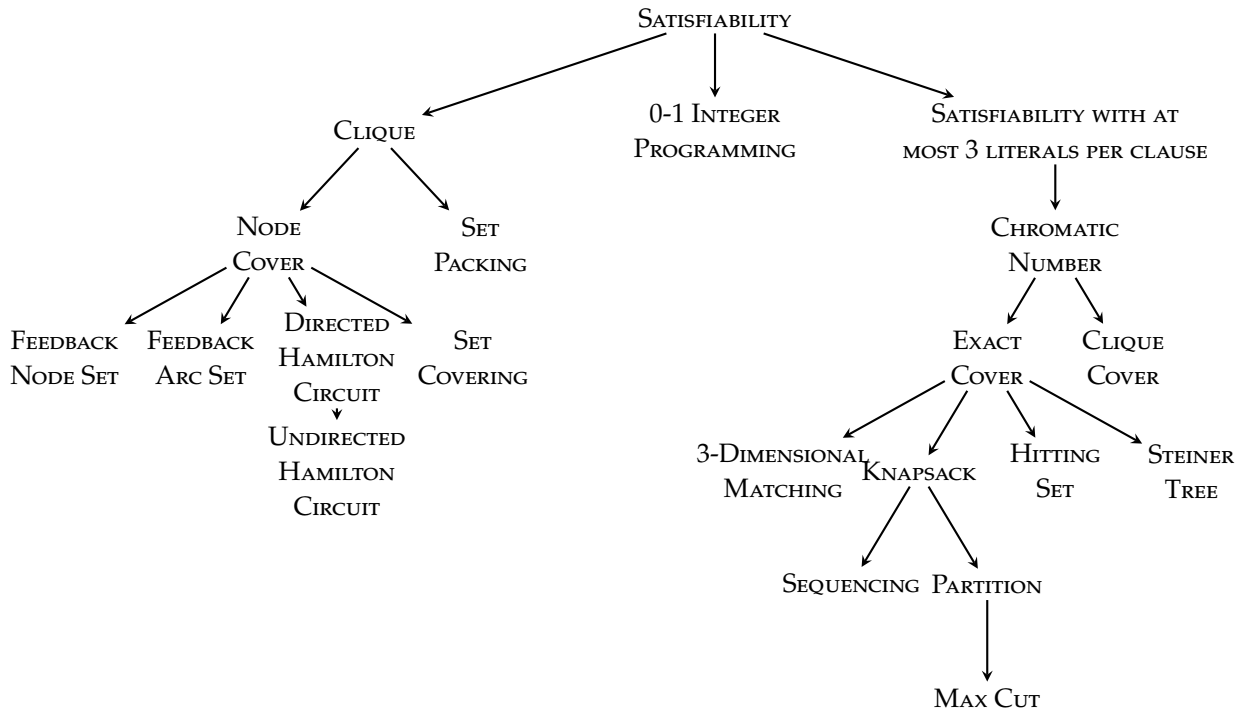 Satisfiability
Clique
0-1 Integer
Programming
Satisfiability with at
most 3 literals per clause
Node
Cover
Set
Packing
Chromatic
Number
Feedback
Node Set
Feedback
Arc Set
Directed
Hamilton
Circuit
Set
Covering
Exact
Cover
Clique
Cover
Undirected
Hamilton
Circuit
3-Dimensional
Matching
Knapsack
Hitting
Set
Steiner
Tree
Sequencing
Partition
Max Cut